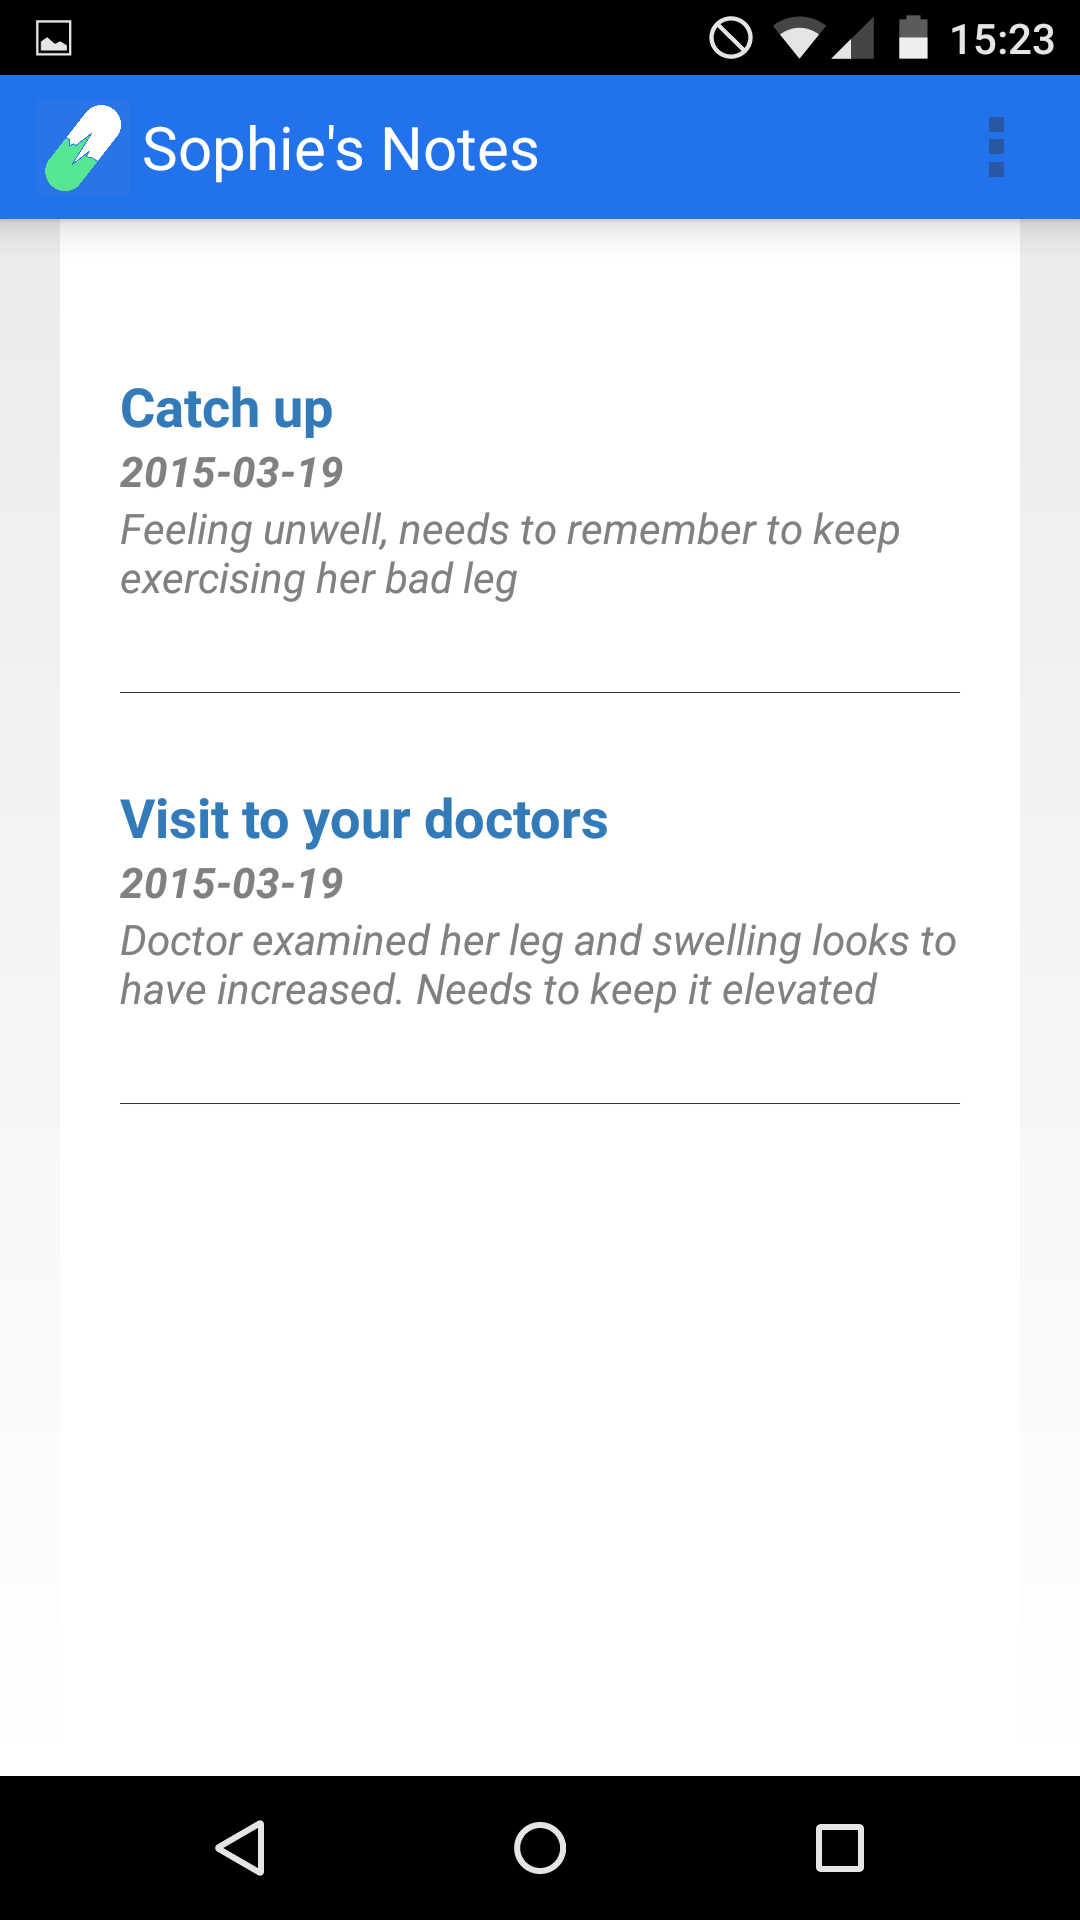 15:23
Sophie's Notes
Catch up
2015-03-19
Feeling unwell, needs to remember to keep
exercising her bad leg
Visit to your doctors
2015-03-19
Doctor examined her leg and swelling looks to
have increased. Needs to keep it elevated